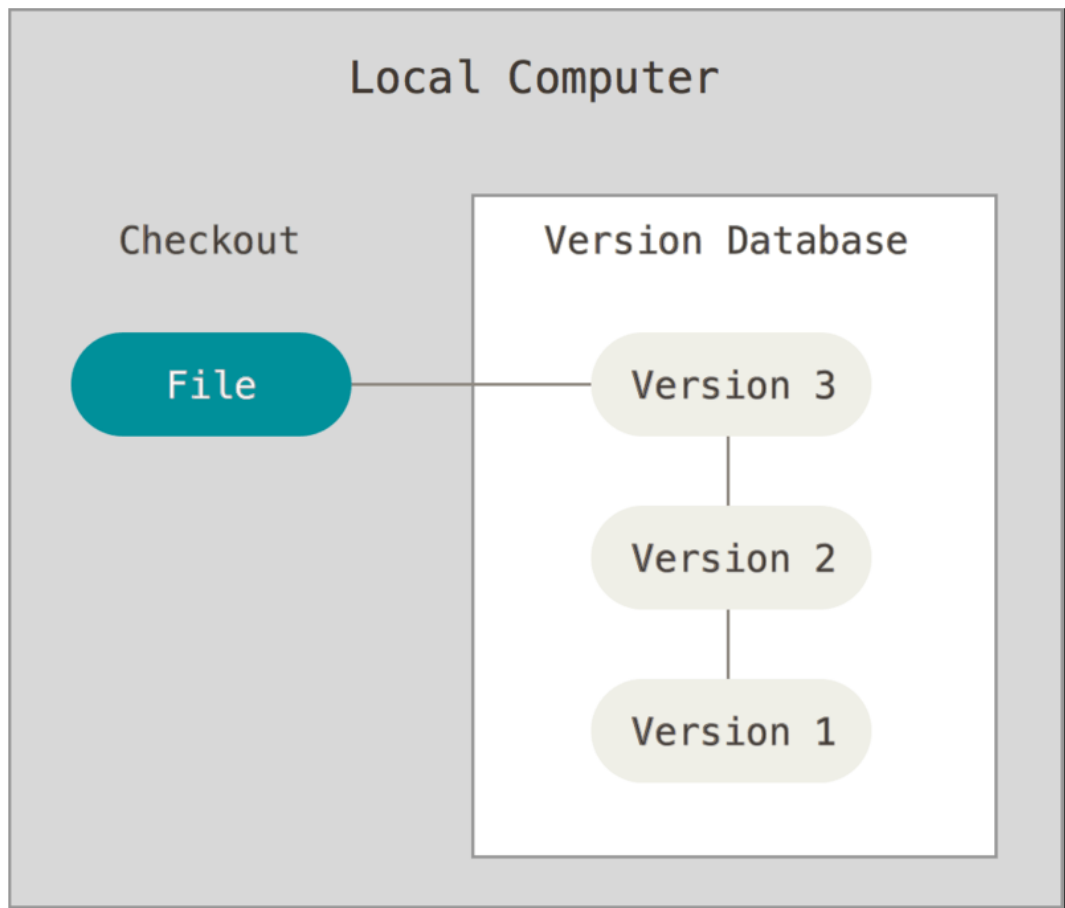 Local Computer
Checkout
Version Database
File
Version 3
Version 2
Version 1